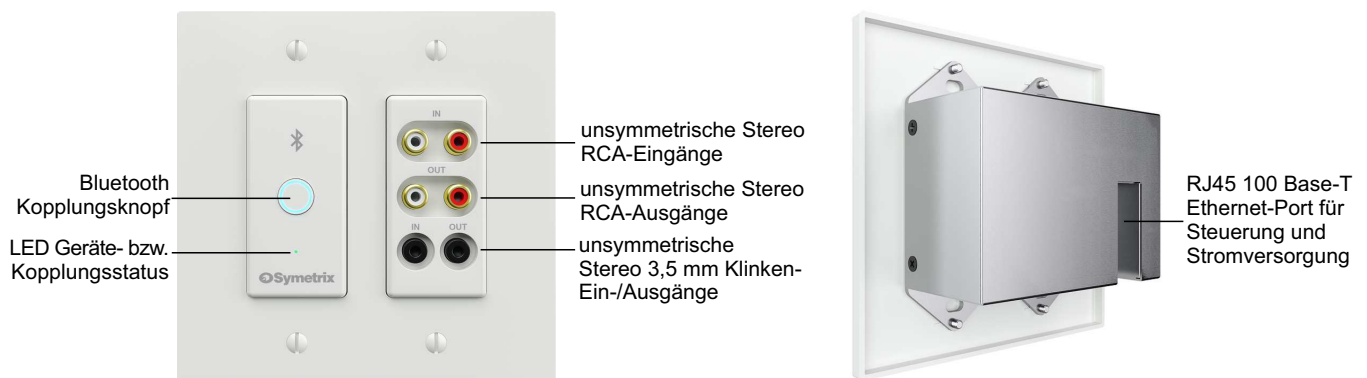 Bluetooth
Kopplungsknopf
LED Geräte- bzw.
Kopplungsstatus
Symetrix
IN
OUT
IN OUT
unsymmetrische Stereo
RCA-Eingänge
unsymmetrische Stereo
RCA-Ausgänge
unsymmetrische
Stereo 3,5 mm Klinken-
Ein-/Ausgänge
RJ45 100 Base-T
Ethernet-Port für
Steuerung und
Stromversorgung